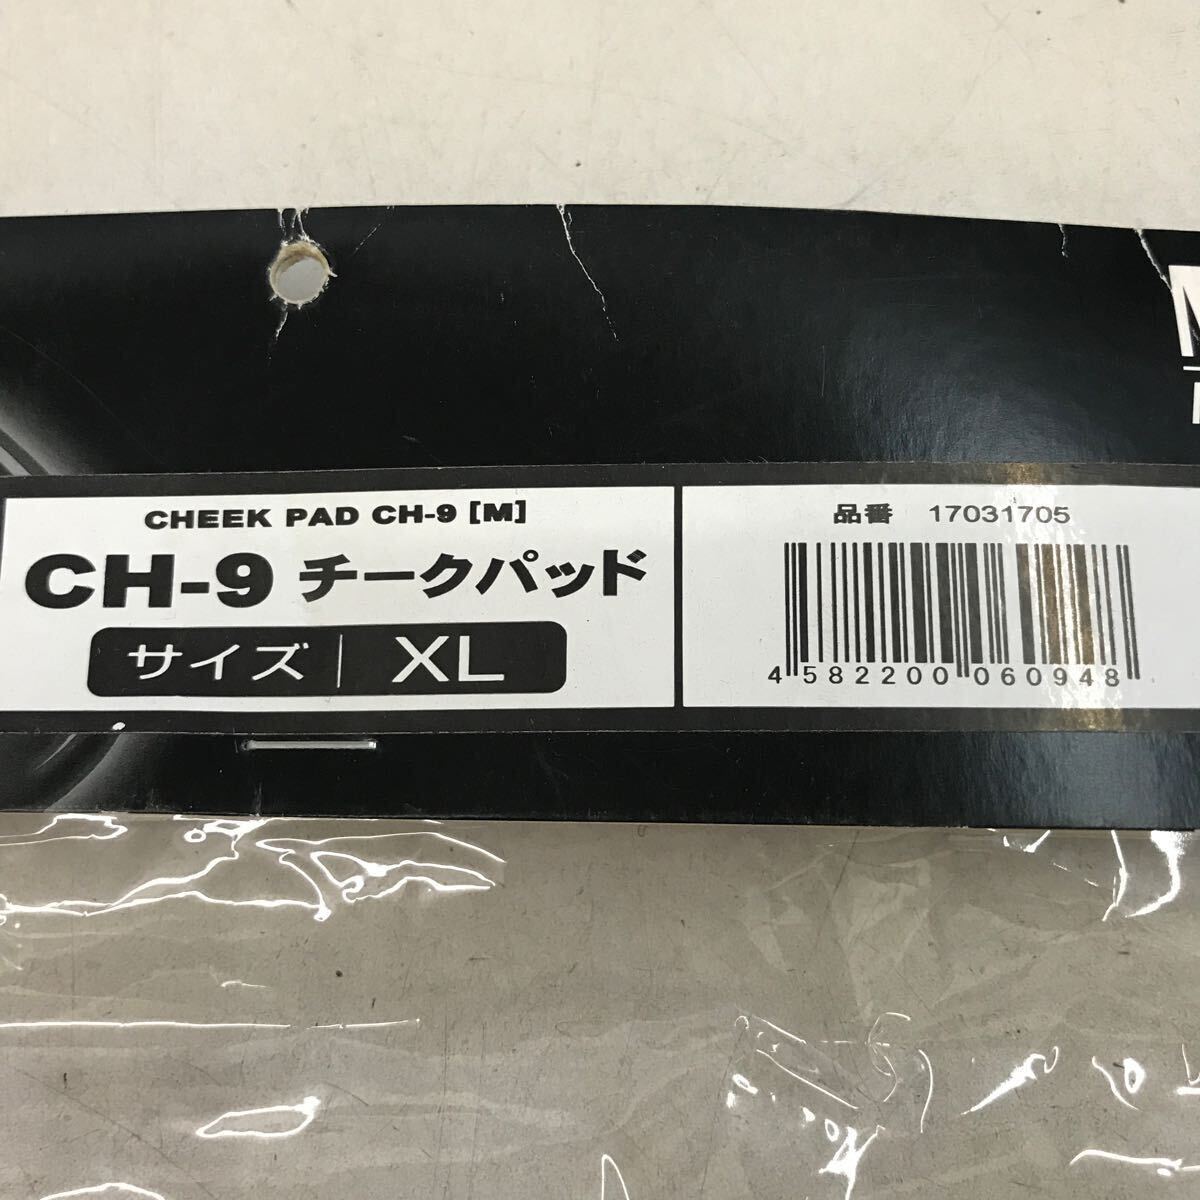 CHEEK PAD CH-9 [M]
CH-9 チークパッド
サイズ | XL
品番 17031705
4 582200 060948